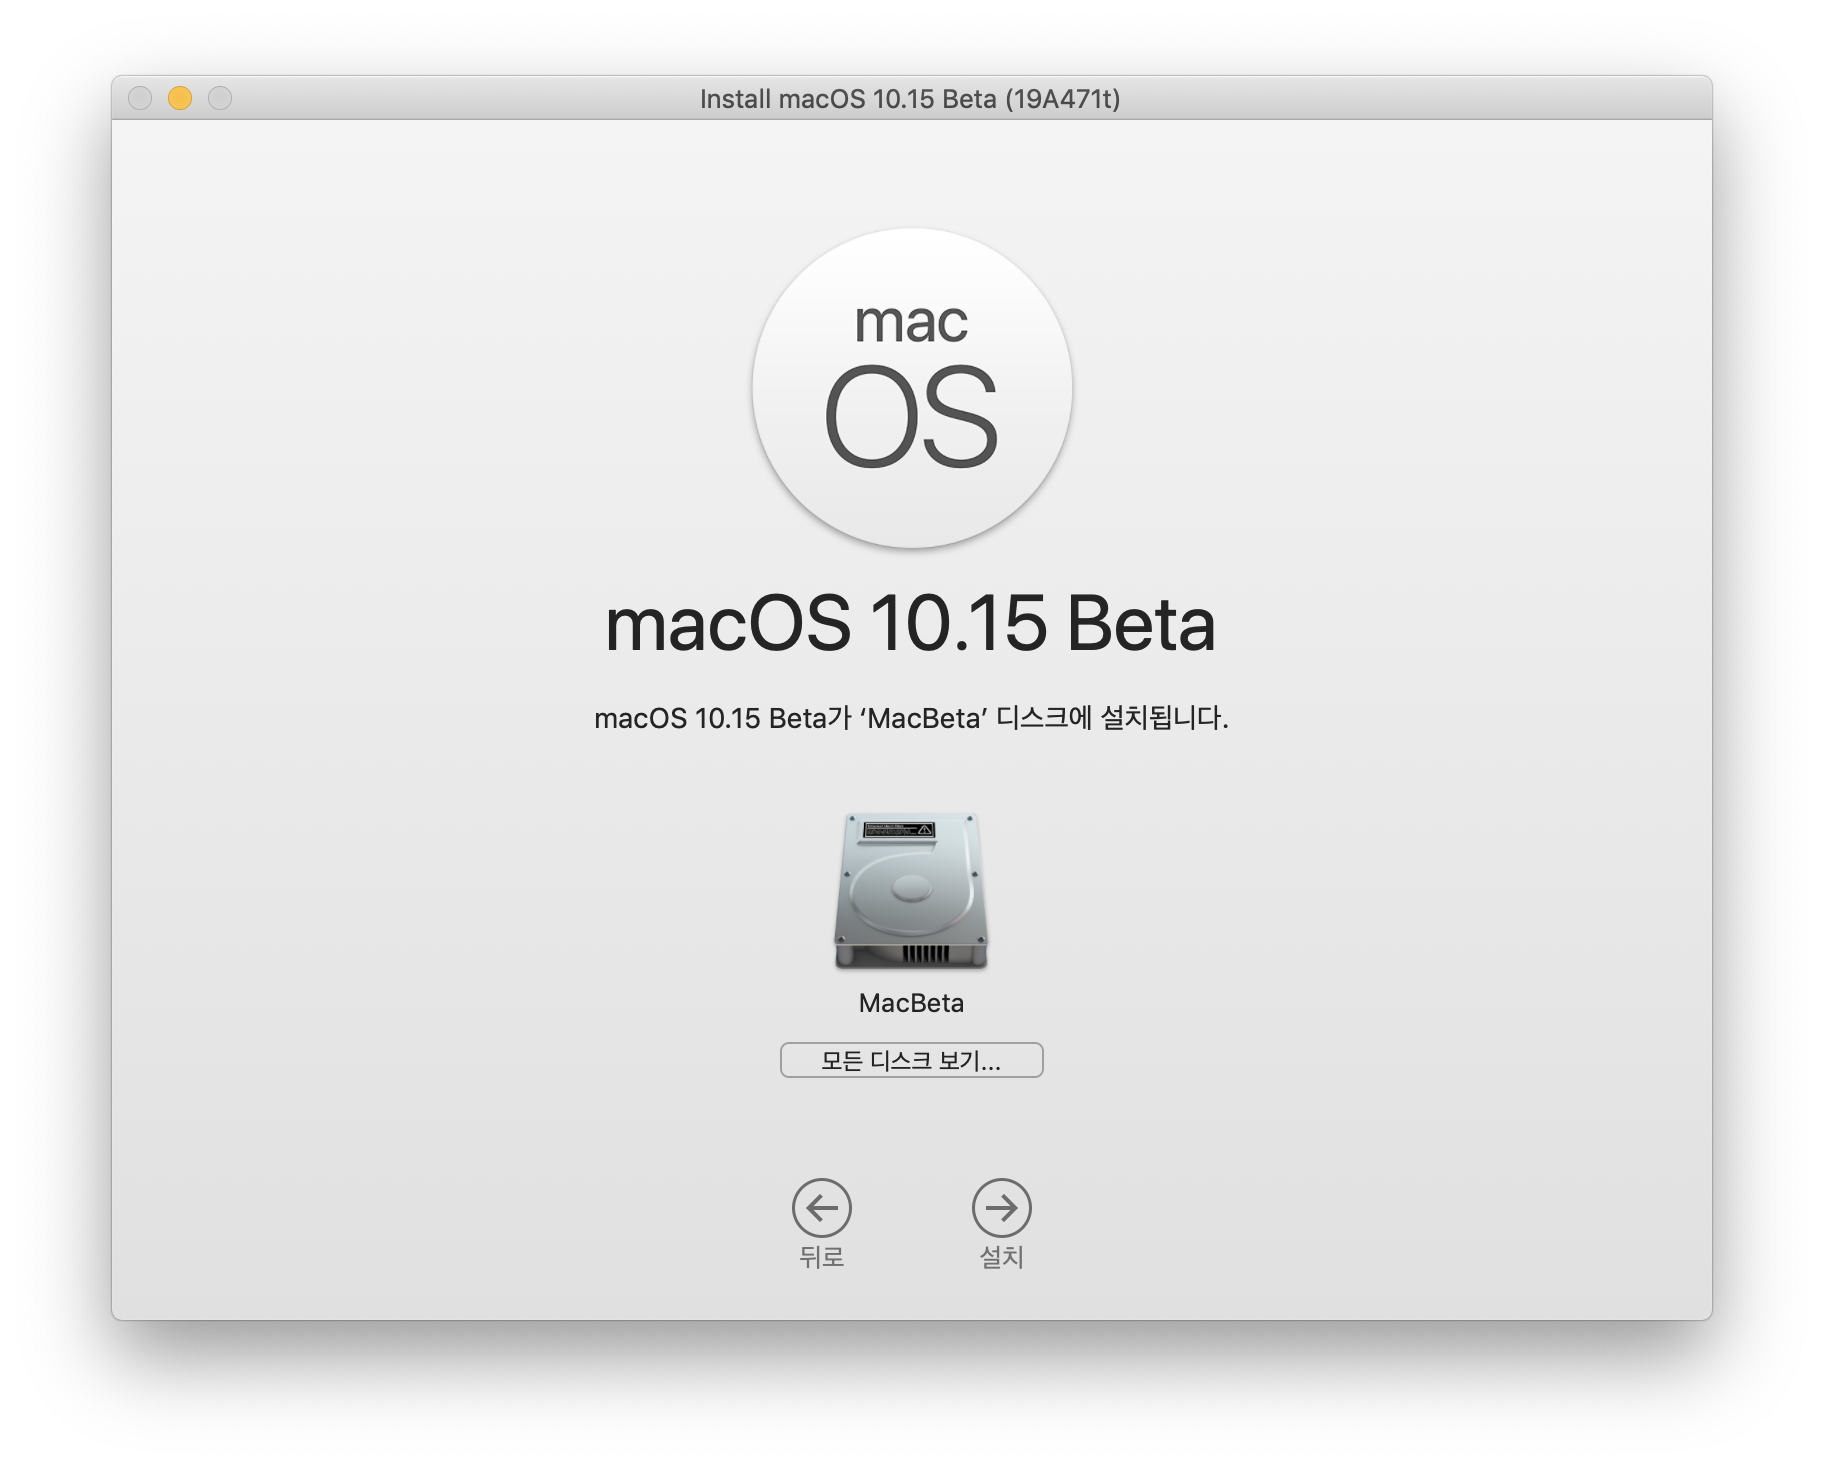 Install macOS 10.15 Beta (19A471t)
mac
OS
macOS 10.15 Beta
macOS 10.15 Beta가 ‘MacBeta’ 디스크에 설치됩니다.
MacBeta
모든 디스크 보기...
뒤로
설치